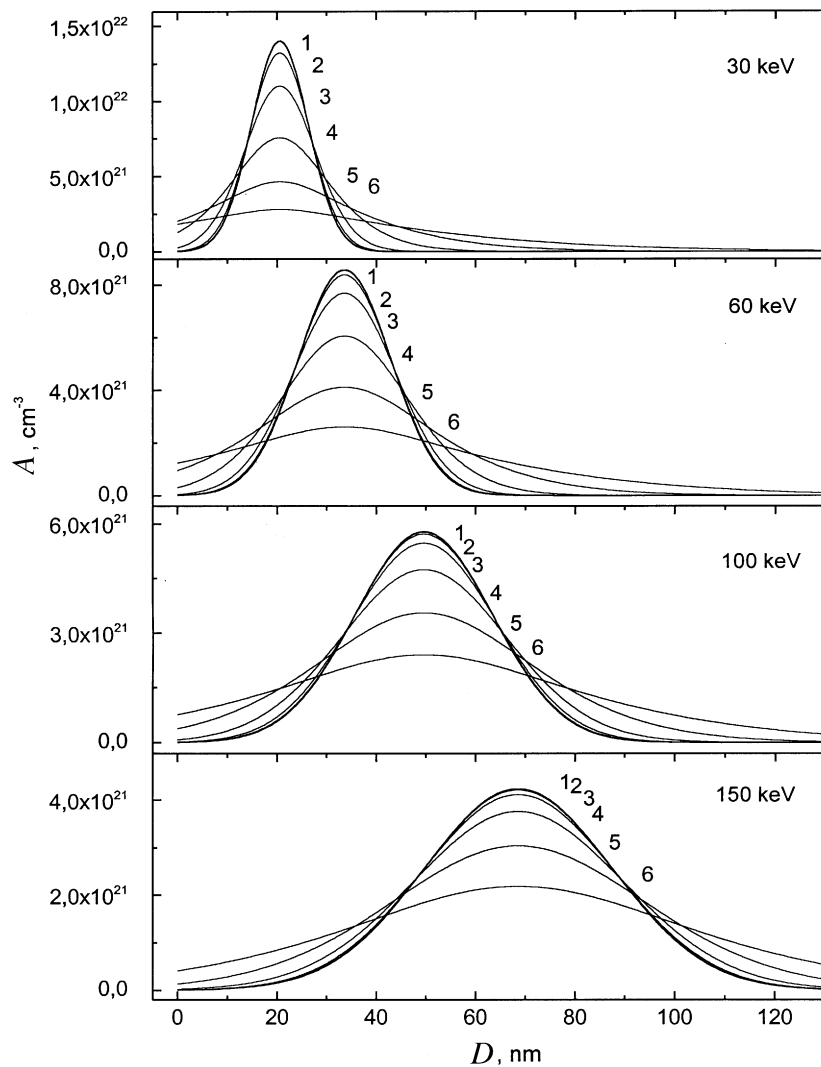 1,5x10²²
1,0x10²²
5,0x10²¹
0,0
1
2
3
4
5
6
30 keV
8,0x10²¹
4,0x10²¹
0,0
1
2
3
4
5
6
60 keV
A, cm⁻³
6,0x10²¹
3,0x10²¹
0,0
1
2
3
4
5
6
100 keV
4,0x10²¹
2,0x10²¹
0,0
1
2
3
4
5
6
150 keV
0 20 40 60 80 100 120
D, nm